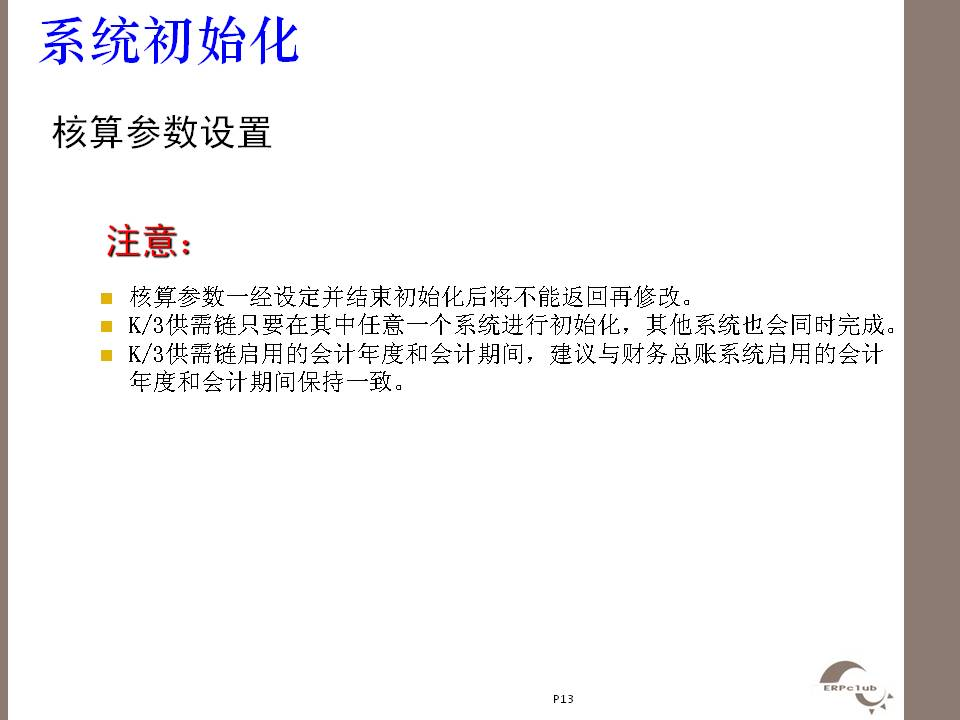 系统初始化
核算参数设置
注意：
核算参数一经设定并结束初始化后将不能返回再修改。
K/3供需链只要在其中任意一个系统进行初始化，其他系统也会同时完成。
K/3供需链启用的会计年度和会计期间，建议与财务总账系统启用的会计
年度和会计期间保持一致。
ERPclub
P13